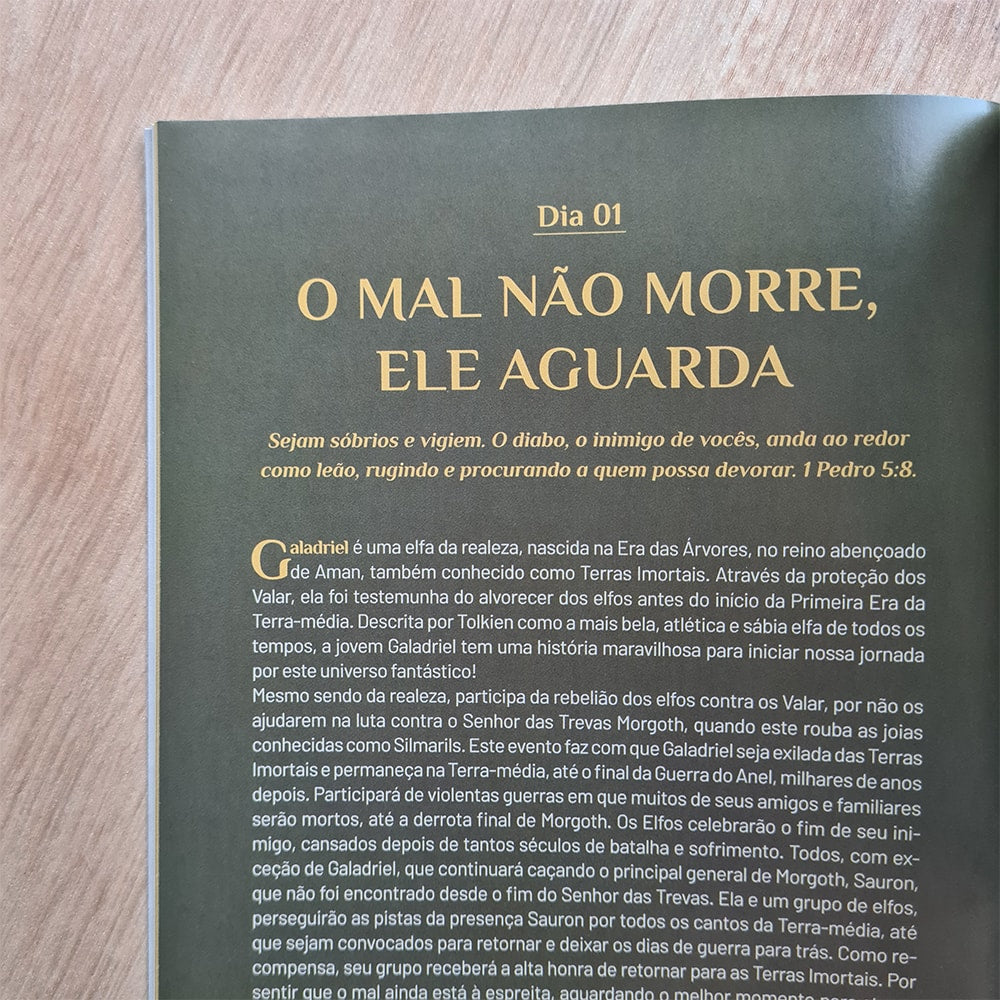 Dia 01
O MAL NÃO MORRE,
ELE AGUARDA
Sejam sóbrios e vigiem. O diabo, o inimigo de vocês, anda ao redor
como leão, rugindo e procurando a quem possa devorar. 1 Pedro 5:8.
Galadriel é uma elfa da realeza, nascida na Era das Árvores, no reino abençoado
de Aman, também conhecido como Terras Imortais. Através da proteção dos
Valar, ela foi testemunha do alvorecer dos elfos antes do início da Primeira Era da
Terra-média. Descrita por Tolkien como a mais bela, atlética e sábia elfa de todos os
tempos, a jovem Galadriel tem uma história maravilhosa para iniciar nossa jornada
por este universo fantástico!
Mesmo sendo da realeza, participa da rebelião dos elfos contra os Valar, por não os
ajudarem na luta contra o Senhor das Trevas Morgoth, quando este rouba as joias
conhecidas como Silmarils. Este evento faz com que Galadriel seja exilada das Terras
Imortais e permaneça na Terra-média, até o final da Guerra do Anel, milhares de anos
depois. Participará de violentas guerras em que muitos de seus amigos e familiares
serão mortos, até a derrota final de Morgoth. Os Elfos celebrarão o fim de seu ini-
migo, cansados depois de tantos séculos de batalha e sofrimento. Todos, com ex-
ceção de Galadriel, que continuará caçando o principal general de Morgoth, Sauron,
que não foi encontrado desde o fim do Senhor das Trevas. Ela e um grupo de elfos,
perseguirão as pistas da presença Sauron por todos os cantos da Terra-média, até
que sejam convocados para retornar e deixar os dias de guerra para trás. Como re-
compensa, seu grupo receberá a alta honra de retornar para as Terras Imortais. Por
sentir que o mal ainda está à espreita, aguardando o melhor momento